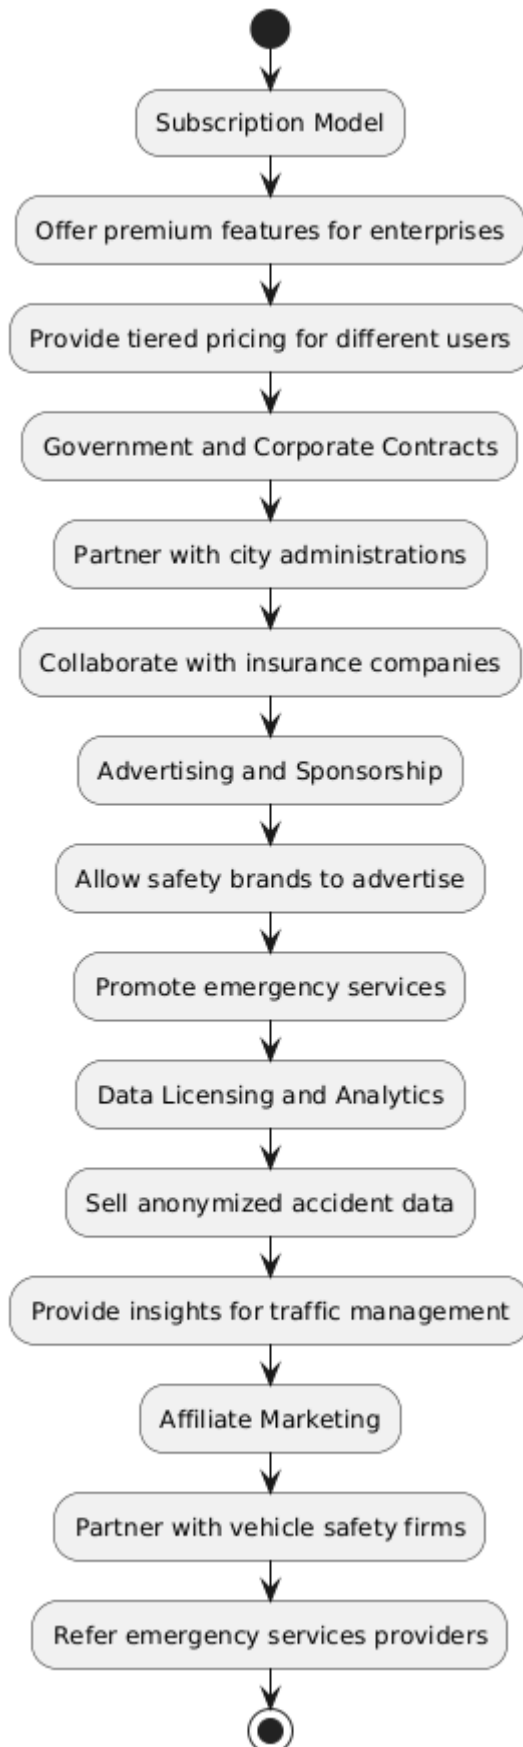 Subscription Model
Offer premium features for enterprises
Provide tiered pricing for different users
Government and Corporate Contracts
Partner with city administrations
Collaborate with insurance companies
Advertising and Sponsorship
Allow safety brands to advertise
Promote emergency services
Data Licensing and Analytics
Sell anonymized accident data
Provide insights for traffic management
Affiliate Marketing
Partner with vehicle safety firms
Refer emergency services providers